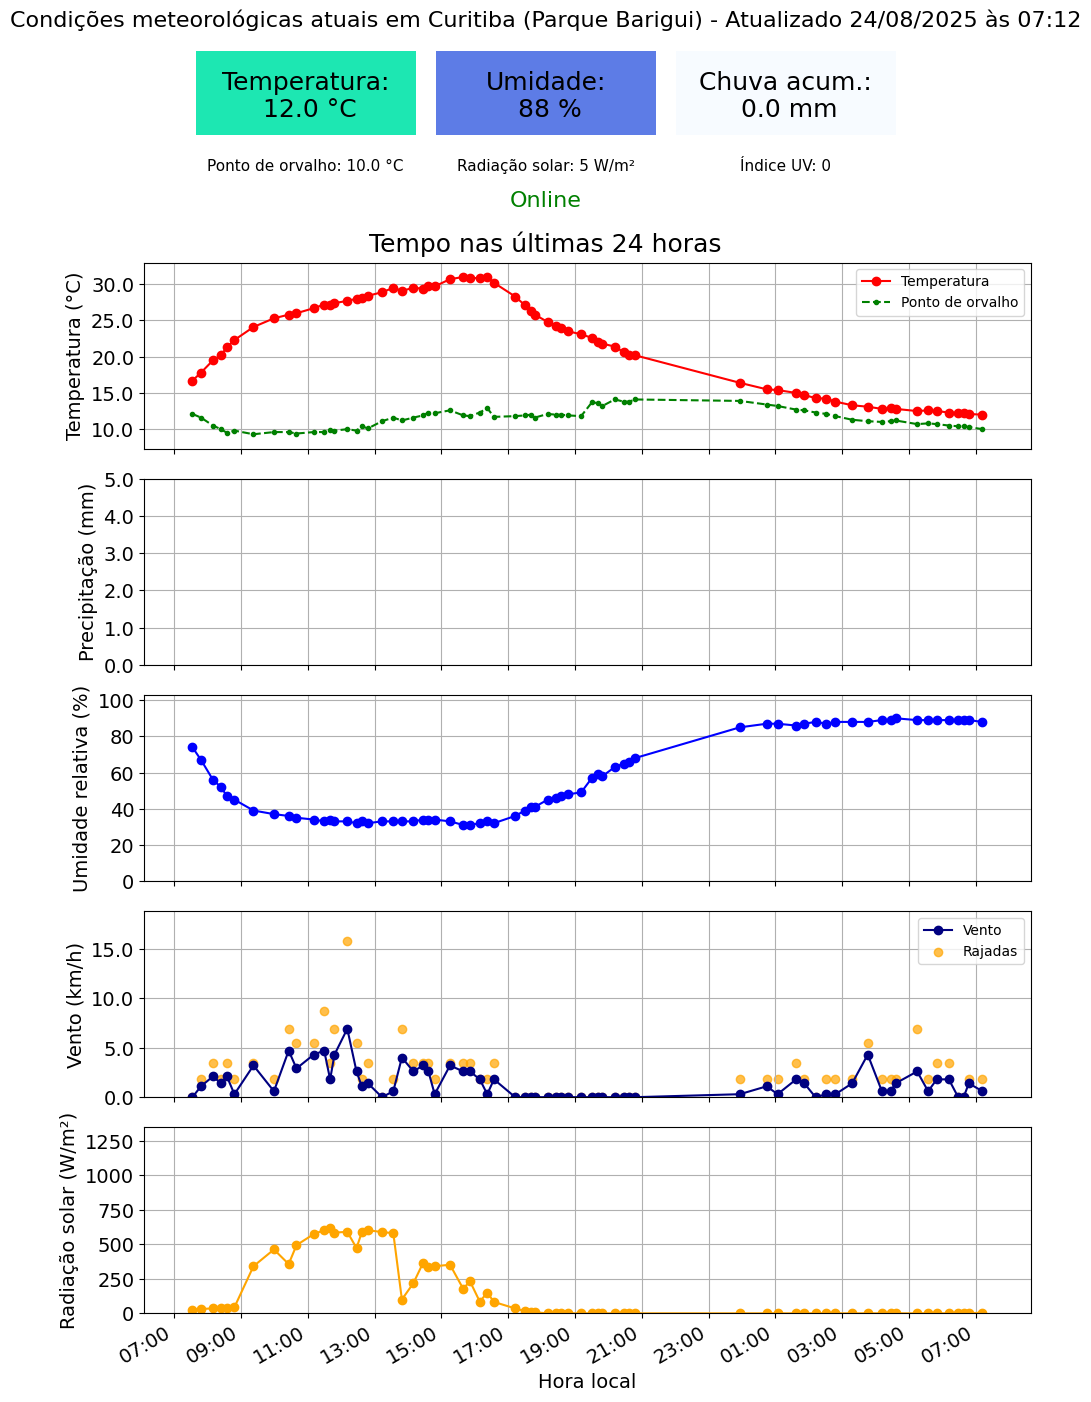 Condições meteorológicas atuais em Curitiba (Parque Barigui) - Atualizado 24/08/2025 às 07:12
Temperatura:
12.0 °C
Umidade:
88 %
Chuva acum.:
0.0 mm
Ponto de orvalho: 10.0 °C
Radiação solar: 5 W/m²
Índice UV: 0
Online
Tempo nas últimas 24 horas
Temperatura (°C)
30.0
25.0
20.0
15.0
10.0
Temperatura
Ponto de orvalho
Precipitação (mm)
5.0
4.0
3.0
2.0
1.0
0.0
Umidade relativa (%)
100
80
60
40
20
0
Vento (km/h)
15.0
10.0
5.0
0.0
Vento
Rajadas
Radiação solar (W/m²)
1250
1000
750
500
250
0
07:00
09:00
11:00
13:00
15:00
17:00
19:00
21:00
23:00
01:00
03:00
05:00
07:00
Hora local